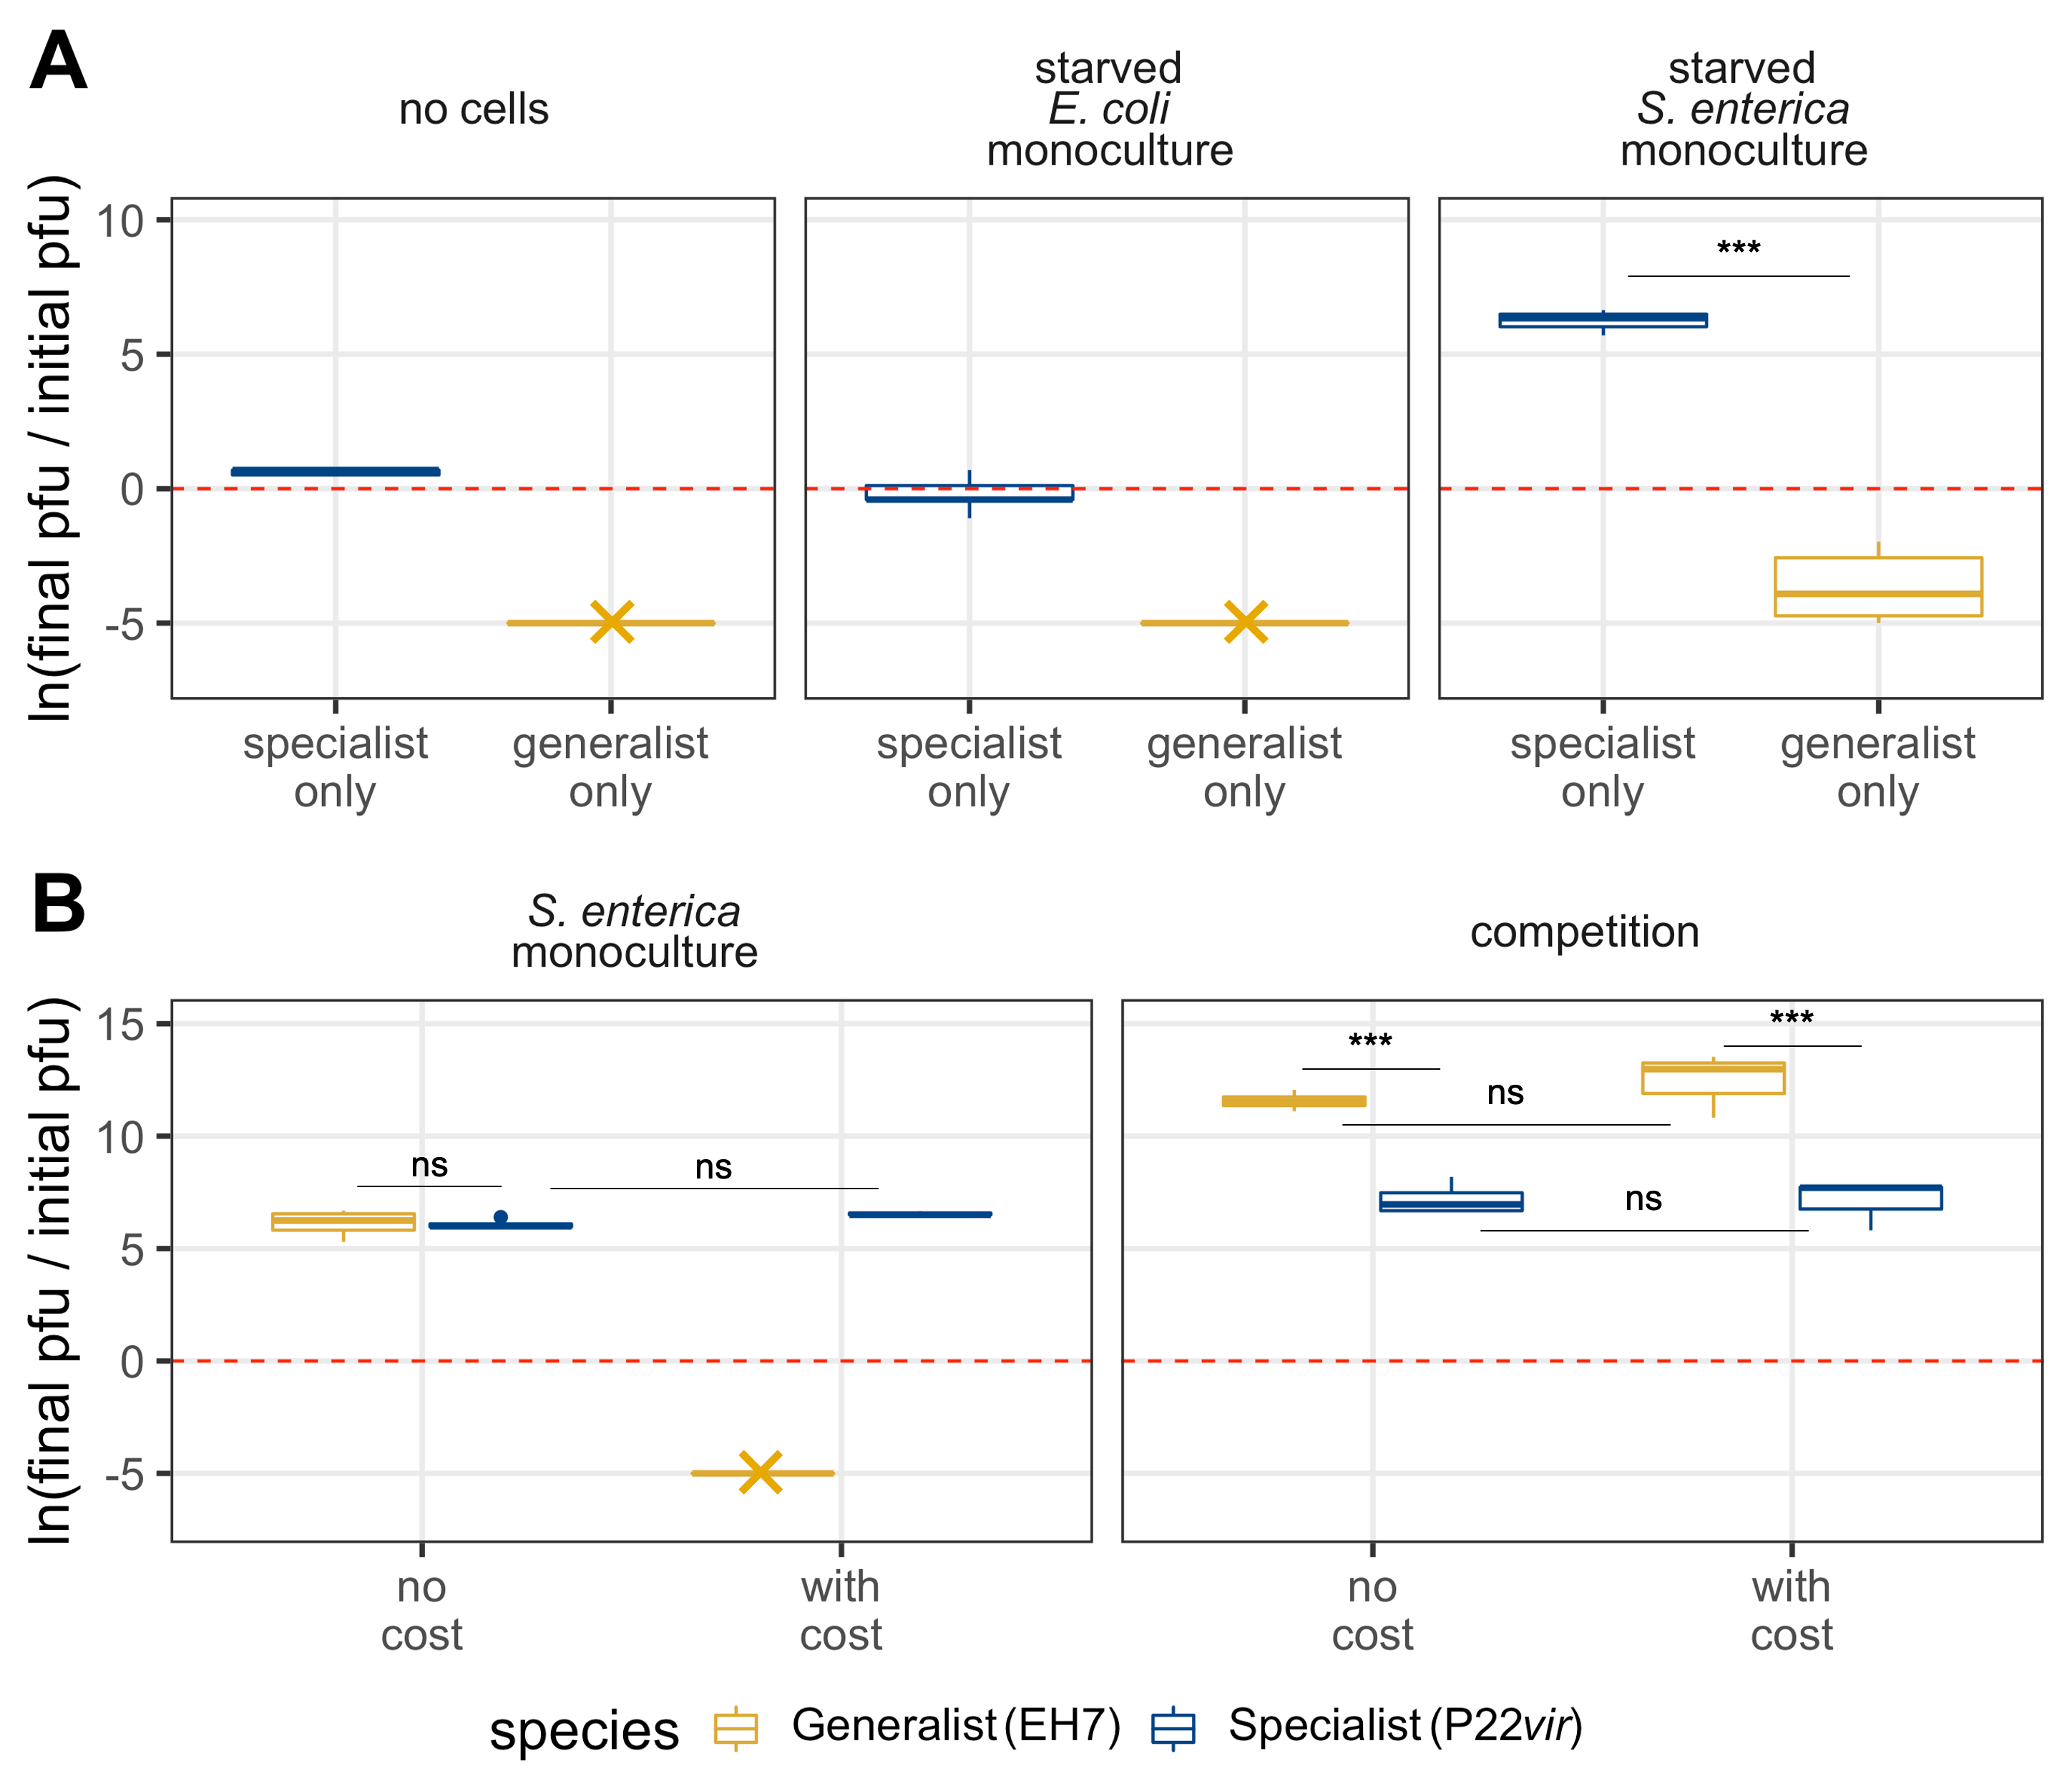 A
no cells
starved
E. coli
monoculture
starved
S. enterica
monoculture
ln(final pfu / initial pfu)
10
5
0
-5
***
specialist
only
generalist
only
specialist
only
generalist
only
specialist
only
generalist
only
B
S. enterica
monoculture
competition
ln(final pfu / initial pfu)
15
10
5
0
-5
ns
ns
***
ns
***
ns
no
cost
with
cost
no
cost
with
cost
species Generalist (EH7) Specialist (P22vir)